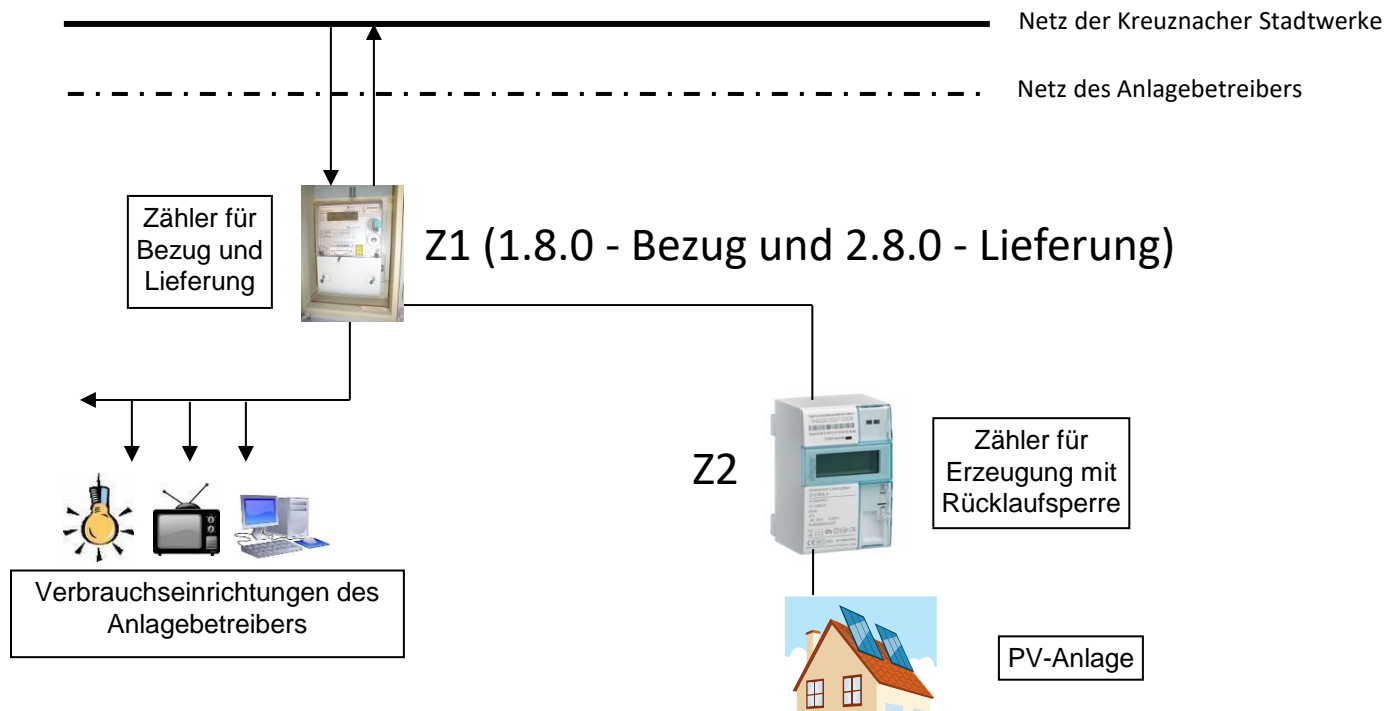 Netz der Kreuznacher Stadtwerke
Netz des Anlagebetreibers
Zähler für
Bezug und
Lieferung
Z1 (1.8.0 - Bezug und 2.8.0 - Lieferung)
Z2
Zähler für
Erzeugung mit
Rücklaufsperre
Verbrauchseinrichtungen des
Anlagebetreibers
PV-Anlage